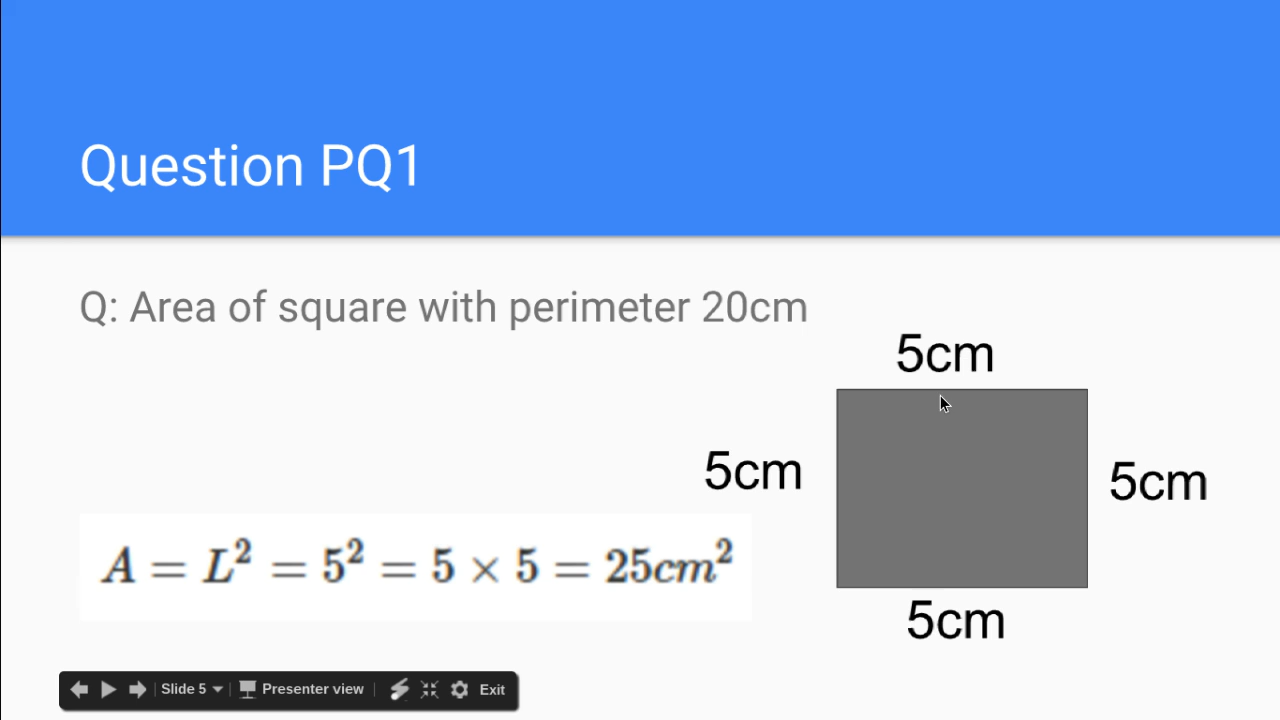 Question PQ1
Q: Area of square with perimeter 20cm
5cm
5cm
5cm
A = L² = 5² = 5 × 5 = 25cm²
5cm
Slide 5
Presenter view
Exit